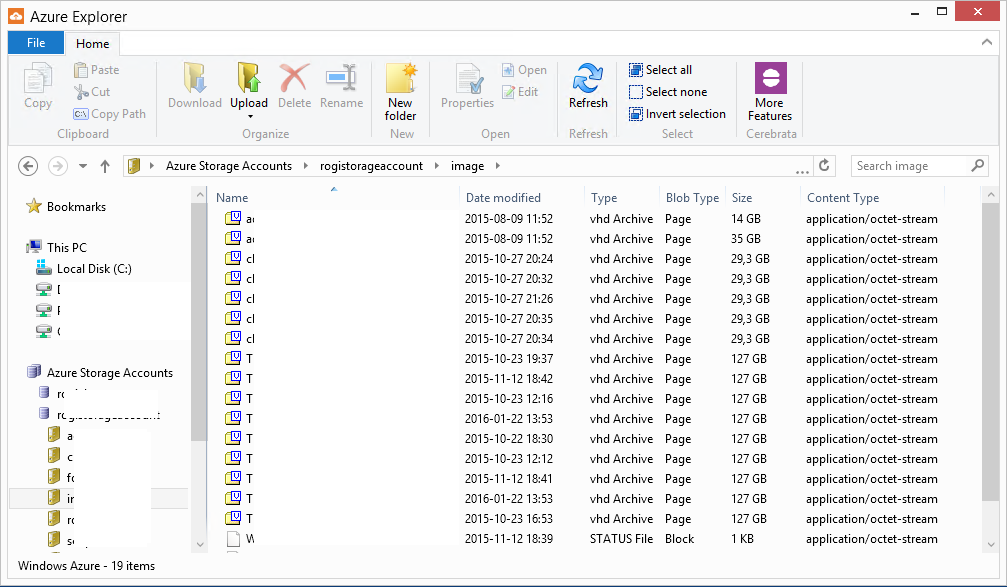 Azure Explorer
File Home
Copy Paste Cut Copy Path Clipboard
Download Upload Delete Rename Organize
New folder New
Properties Open Edit Open
Refresh Refresh
Select all Select none Invert selection Select
More Features Cerebrata
Azure Storage Accounts rogistorageaccount image ... Search image
Bookmarks
This PC
Local Disk (C:)
Azure Storage Accounts
Name Date modified Type Blob Type Size Content Type
2015-08-09 11:52 vhd Archive Page 14 GB application/octet-stream
2015-08-09 11:52 vhd Archive Page 35 GB application/octet-stream
2015-10-27 20:24 vhd Archive Page 29,3 GB application/octet-stream
2015-10-27 20:32 vhd Archive Page 29,3 GB application/octet-stream
2015-10-27 21:26 vhd Archive Page 29,3 GB application/octet-stream
2015-10-27 20:35 vhd Archive Page 29,3 GB application/octet-stream
2015-10-27 20:34 vhd Archive Page 29,3 GB application/octet-stream
T 2015-10-23 19:37 vhd Archive Page 127 GB application/octet-stream
T 2015-11-12 18:42 vhd Archive Page 127 GB application/octet-stream
T 2015-10-23 12:16 vhd Archive Page 127 GB application/octet-stream
T 2016-01-22 13:53 vhd Archive Page 127 GB application/octet-stream
T 2015-10-22 18:30 vhd Archive Page 127 GB application/octet-stream
T 2015-10-23 12:12 vhd Archive Page 127 GB application/octet-stream
T 2015-11-12 18:41 vhd Archive Page 127 GB application/octet-stream
T 2016-01-22 13:53 vhd Archive Page 127 GB application/octet-stream
T 2015-10-23 16:53 vhd Archive Page 127 GB application/octet-stream
2015-11-12 18:39 STATUS File Block 1 KB application/octet-stream
Windows Azure - 19 items